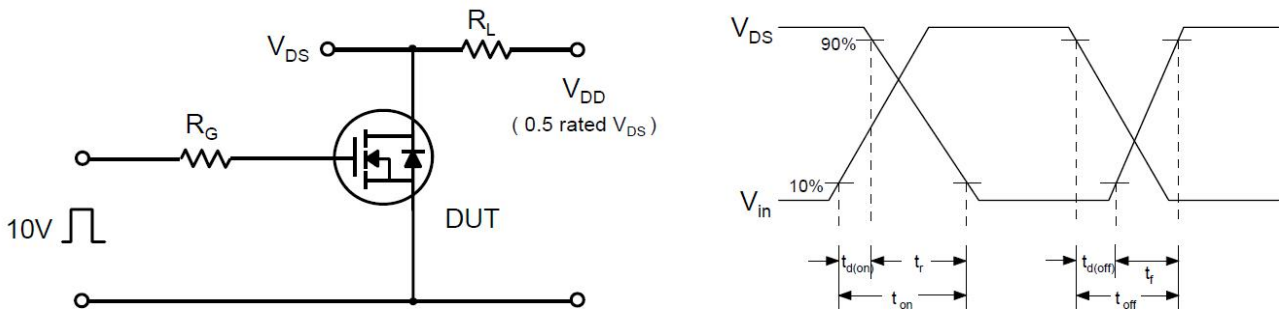 R_L
V_DS
V_DD
( 0.5 rated V_DS )
R_G
10V
DUT
V_DS
90%
10%
V_in
t_d(on)
t_r
t_on
t_d(off)
t_f
t_off